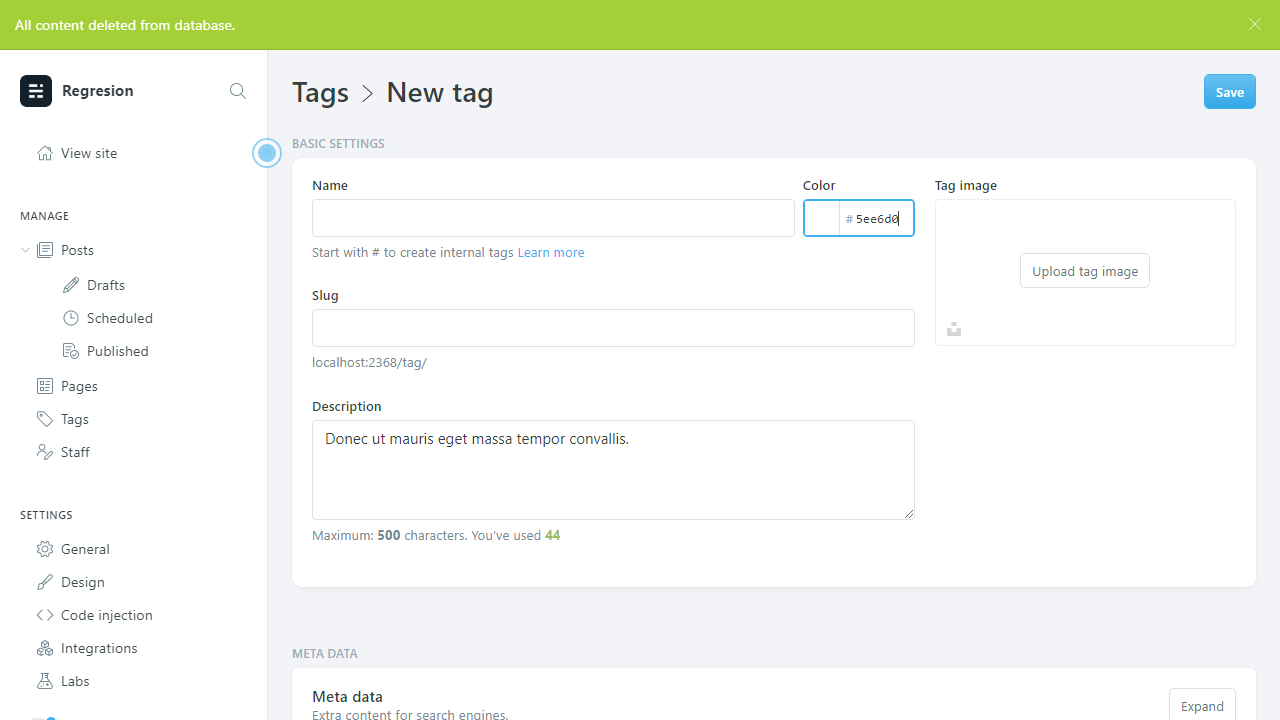 All content deleted from database.
Regresion
View site
MANAGE
Posts
Drafts
Scheduled
Published
Pages
Tags
Staff
SETTINGS
General
Design
Code injection
Integrations
Labs
Tags > New tag
Save
BASIC SETTINGS
Name
Color
# 5ee6d0
Start with # to create internal tags Learn more
Slug
localhost:2368/tag/
Description
Donec ut mauris eget massa tempor convallis.
Maximum: 500 characters. You've used 44
Tag image
Upload tag image
META DATA
Meta data
Extra content for search engines.
Expand